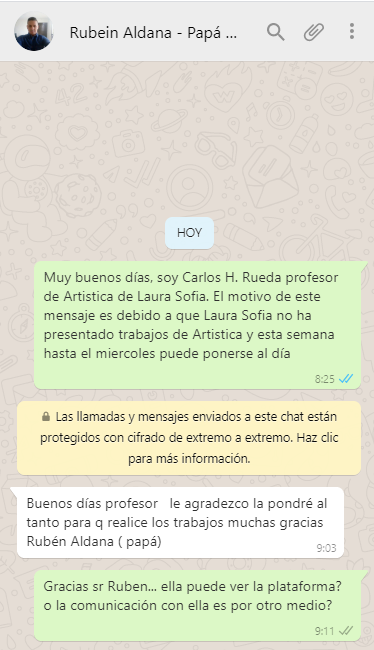 Rubein Aldana - Papá ...
HOY
Muy buenos días, soy Carlos H. Rueda profesor
de Artistica de Laura Sofia. El motivo de este
mensaje es debido a que Laura Sofia no ha
presentado trabajos de Artistica y esta semana
hasta el miercoles puede ponerse al día
8:25
Las llamadas y mensajes enviados a este chat están
protegidos con cifrado de extremo a extremo. Haz clic
para más información.
Buenos días profesor   le agradezco la pondré al
tanto para q realice los trabajos muchas gracias
Rubén Aldana ( papá)
9:03
Gracias sr Ruben... ella puede ver la plataforma?
o la comunicación con ella es por otro medio?
9:11